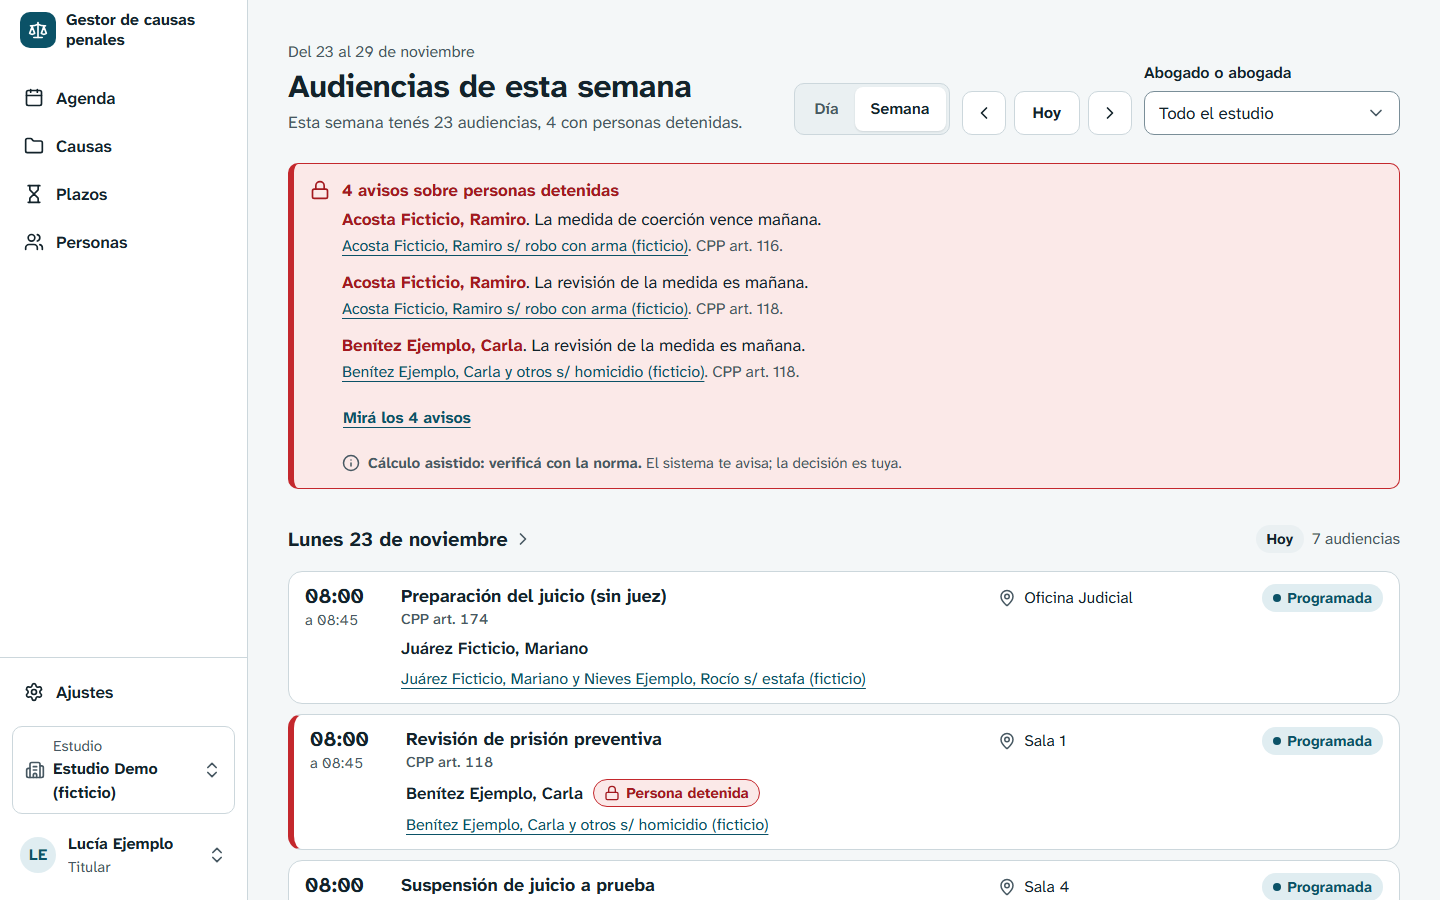 Gestor de causas
penales
Agenda
Causas
Plazos
Personas
Ajustes
Estudio
Estudio Demo
(ficticio)
LE
Lucía Ejemplo
Titular
Del 23 al 29 de noviembre
Audiencias de esta semana
Esta semana tenés 23 audiencias, 4 con personas detenidas.
Día
Semana
Hoy
Abogado o abogada
Todo el estudio
4 avisos sobre personas detenidas
Acosta Ficticio, Ramiro. La medida de coerción vence mañana.
Acosta Ficticio, Ramiro s/ robo con arma (ficticio). CPP art. 116.
Acosta Ficticio, Ramiro. La revisión de la medida es mañana.
Acosta Ficticio, Ramiro s/ robo con arma (ficticio). CPP art. 118.
Benítez Ejemplo, Carla. La revisión de la medida es mañana.
Benítez Ejemplo, Carla y otros s/ homicidio (ficticio). CPP art. 118.
Mirá los 4 avisos
Cálculo asistido: verificá con la norma. El sistema te avisa; la decisión es tuya.
Lunes 23 de noviembre
Hoy
7 audiencias
08:00
a 08:45
Preparación del juicio (sin juez)
CPP art. 174
Juárez Ficticio, Mariano
Juárez Ficticio, Mariano y Nieves Ejemplo, Rocío s/ estafa (ficticio)
Oficina Judicial
Programada
08:00
a 08:45
Revisión de prisión preventiva
CPP art. 118
Benítez Ejemplo, Carla
Persona detenida
Benítez Ejemplo, Carla y otros s/ homicidio (ficticio)
Sala 1
Programada
08:00
Suspensión de juicio a prueba
Sala 4
Programada